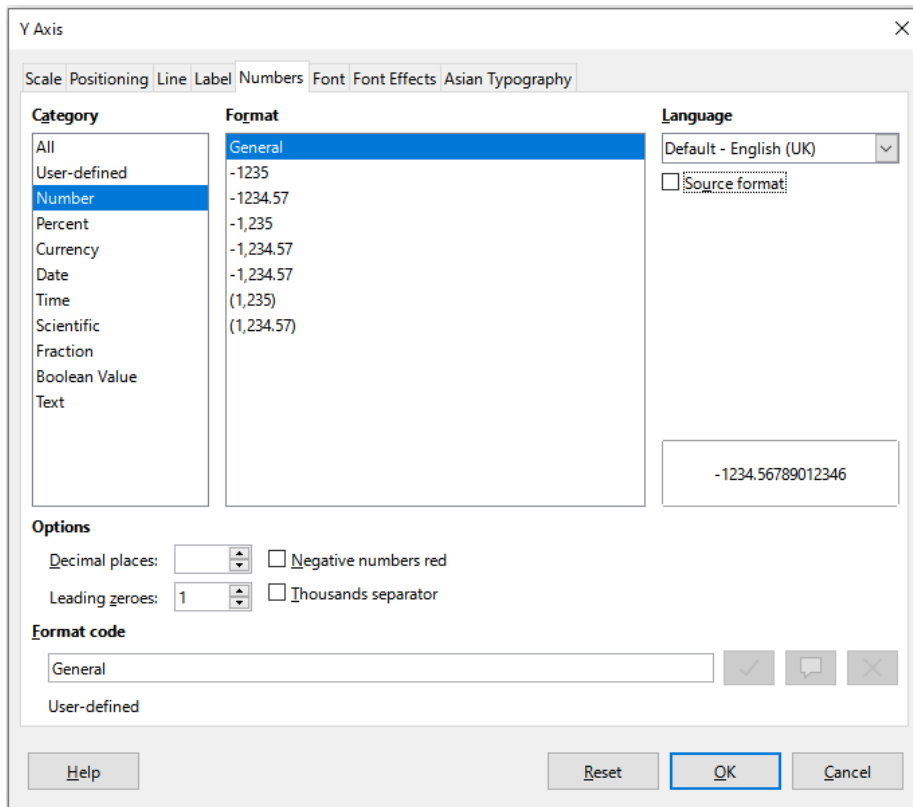 Y Axis
Scale Positioning Line Label Numbers Font Font Effects Asian Typography
Category
All
User-defined
Number
Percent
Currency
Date
Time
Scientific
Fraction
Boolean Value
Text
Format
General
-1235
-1234.57
-1,235
-1,234.57
-1,234.57
(1,235)
(1,234.57)
Language
Default - English (UK)
Source format
-1234.56789012346
Options
Decimal places:
Negative numbers red
Leading zeroes: 1
Thousands separator
Format code
General
User-defined
Help
Reset
OK
Cancel